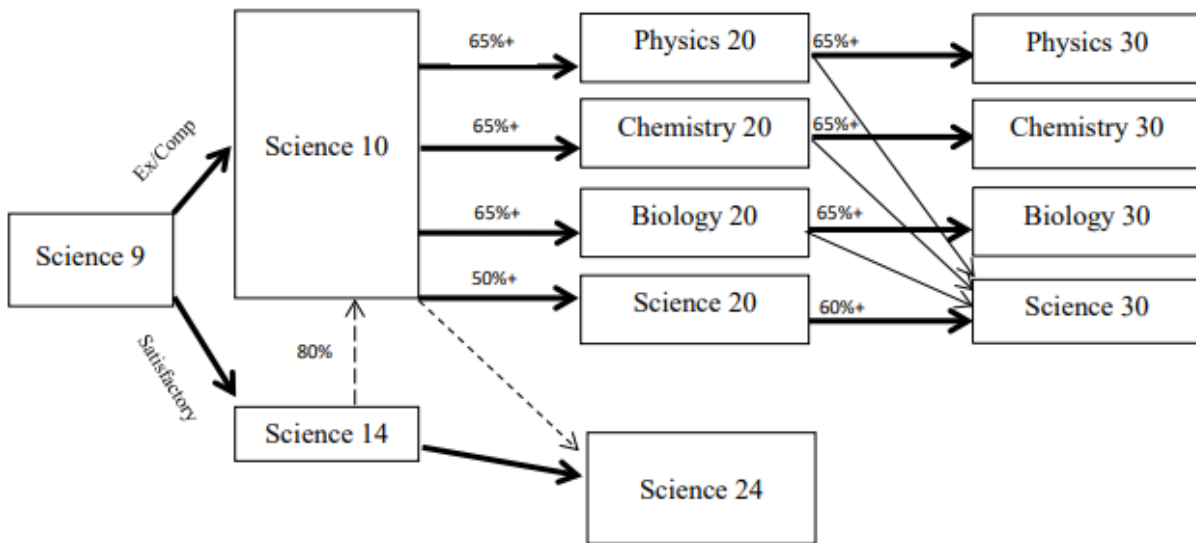 65%+
Physics 20
65%+
Physics 30
Ex/Comp
Science 10
65%+
Chemistry 20
65%+
Chemistry 30
65%+
Biology 20
65%+
Biology 30
Science 9
50%+
Science 20
60%+
Science 30
Satisfactory
80%
Science 14
Science 24